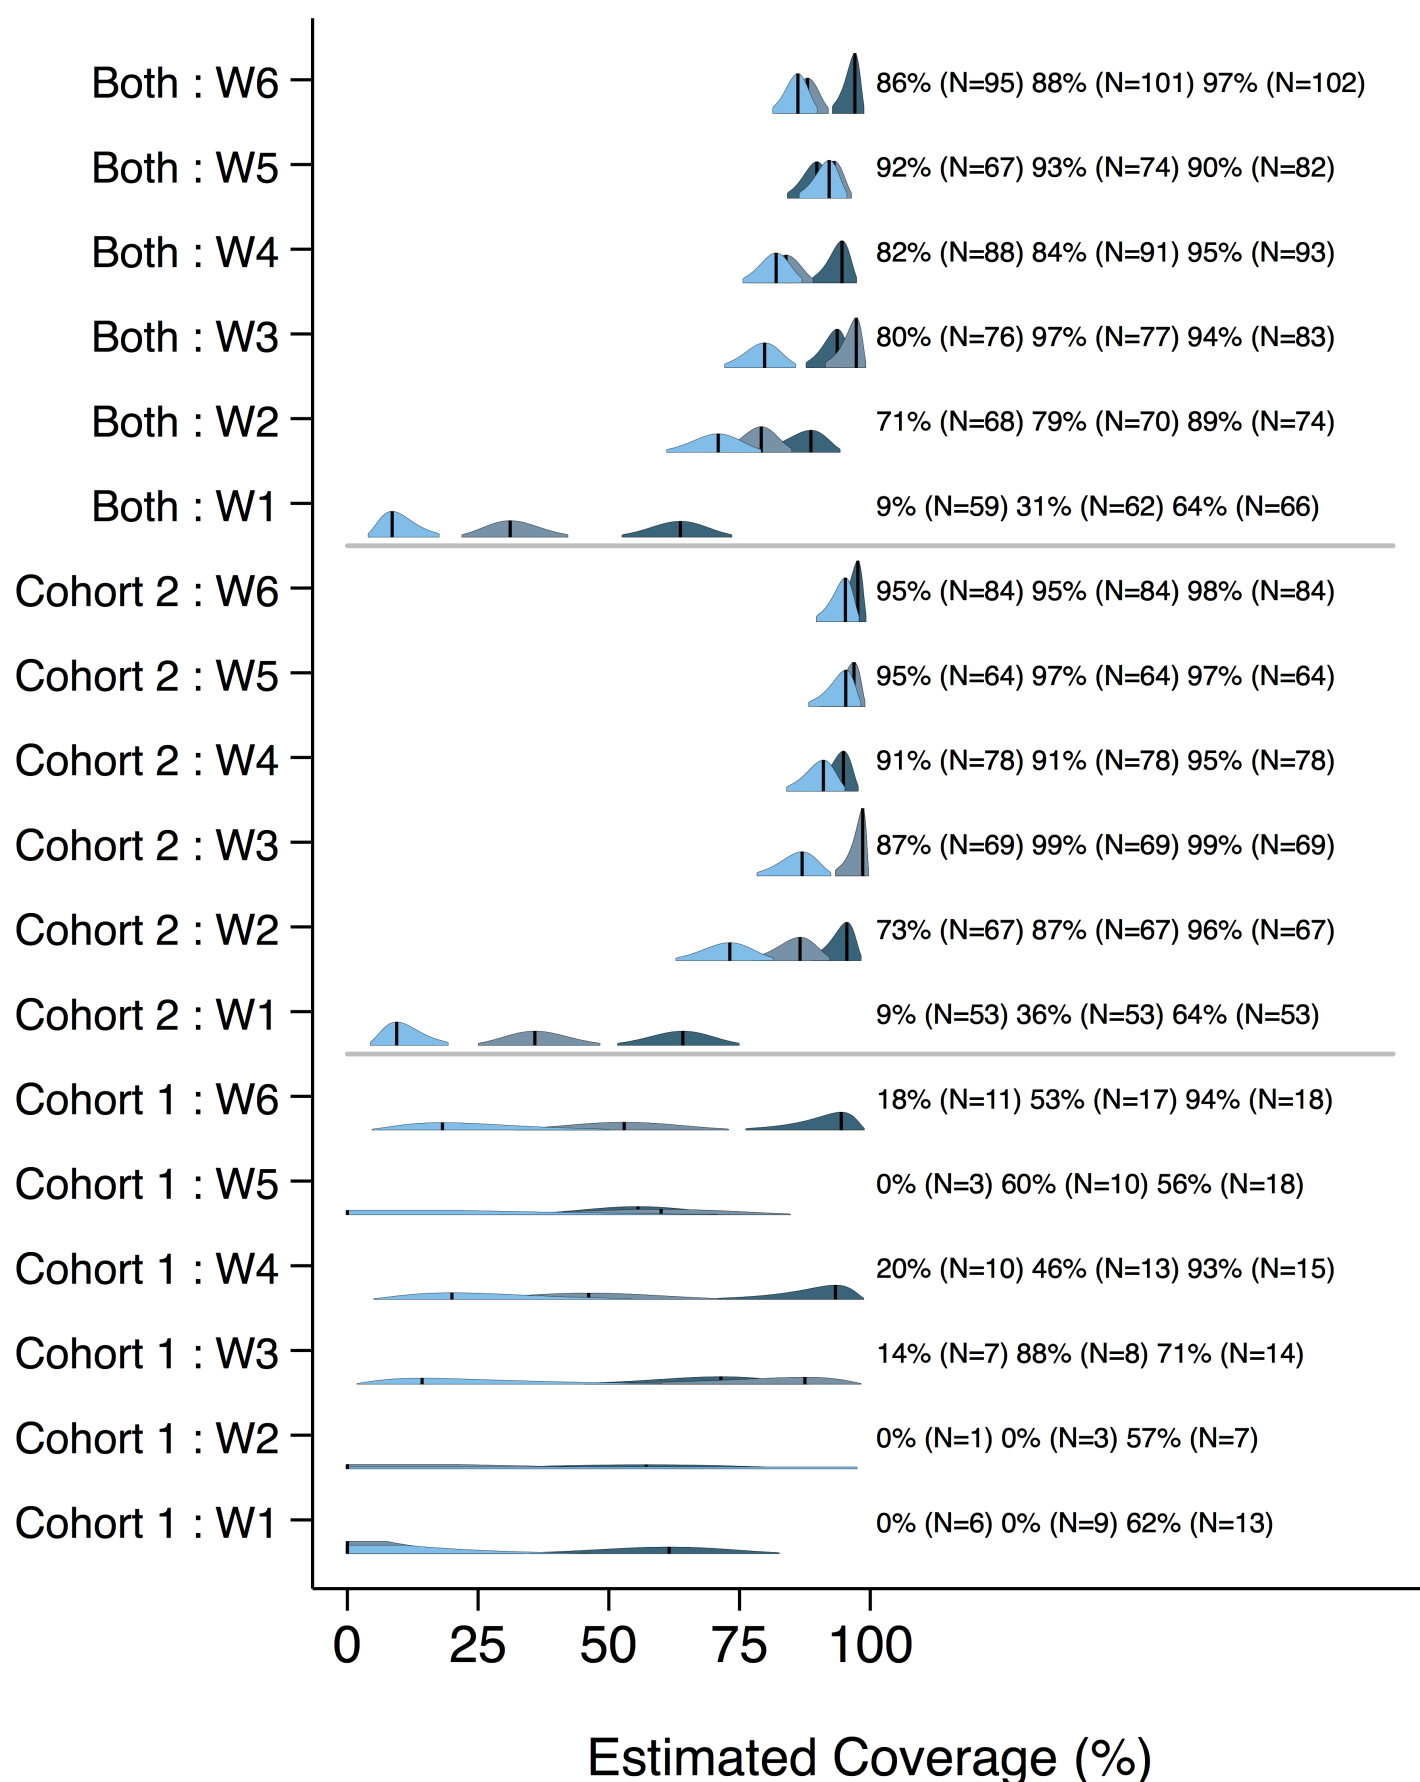 Both : W6 86% (N=95) 88% (N=101) 97% (N=102)
Both : W5 92% (N=67) 93% (N=74) 90% (N=82)
Both : W4 82% (N=88) 84% (N=91) 95% (N=93)
Both : W3 80% (N=76) 97% (N=77) 94% (N=83)
Both : W2 71% (N=68) 79% (N=70) 89% (N=74)
Both : W1 9% (N=59) 31% (N=62) 64% (N=66)
Cohort 2 : W6 95% (N=84) 95% (N=84) 98% (N=84)
Cohort 2 : W5 95% (N=64) 97% (N=64) 97% (N=64)
Cohort 2 : W4 91% (N=78) 91% (N=78) 95% (N=78)
Cohort 2 : W3 87% (N=69) 99% (N=69) 99% (N=69)
Cohort 2 : W2 73% (N=67) 87% (N=67) 96% (N=67)
Cohort 2 : W1 9% (N=53) 36% (N=53) 64% (N=53)
Cohort 1 : W6 18% (N=11) 53% (N=17) 94% (N=18)
Cohort 1 : W5 0% (N=3) 60% (N=10) 56% (N=18)
Cohort 1 : W4 20% (N=10) 46% (N=13) 93% (N=15)
Cohort 1 : W3 14% (N=7) 88% (N=8) 71% (N=14)
Cohort 1 : W2 0% (N=1) 0% (N=3) 57% (N=7)
Cohort 1 : W1 0% (N=6) 0% (N=9) 62% (N=13)
0 25 50 75 100
Estimated Coverage (%)